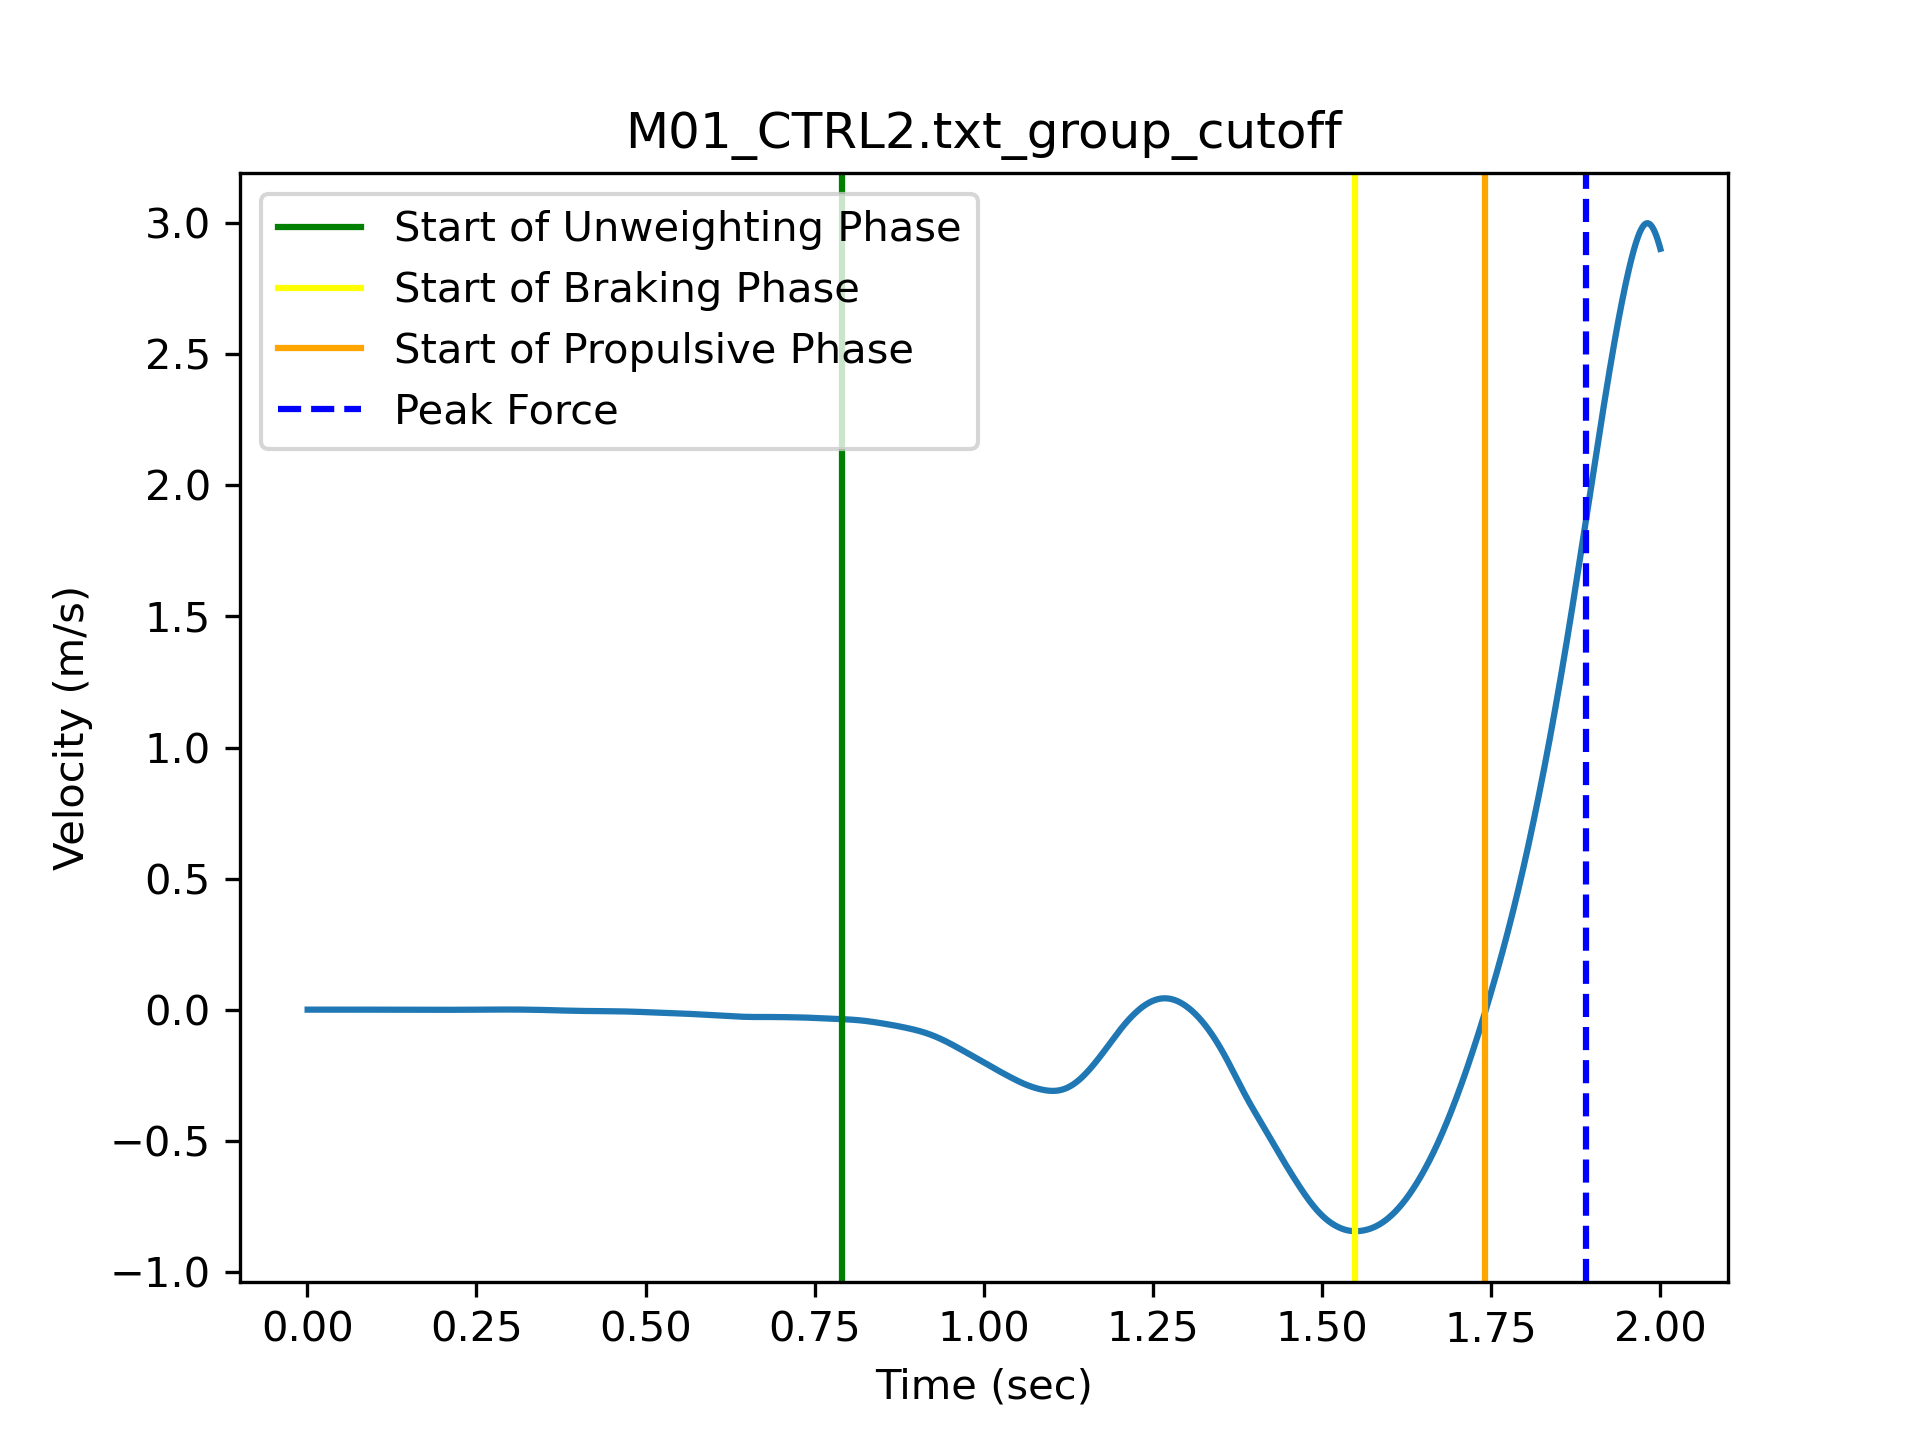 M01_CTRL2.txt_group_cutoff
Start of Unweighting Phase
Start of Braking Phase
Start of Propulsive Phase
Peak Force
3.0
2.5
2.0
1.5
1.0
0.5
0.0
−0.5
−1.0
Velocity (m/s)
0.00 0.25 0.50 0.75 1.00 1.25 1.50 1.75 2.00
Time (sec)